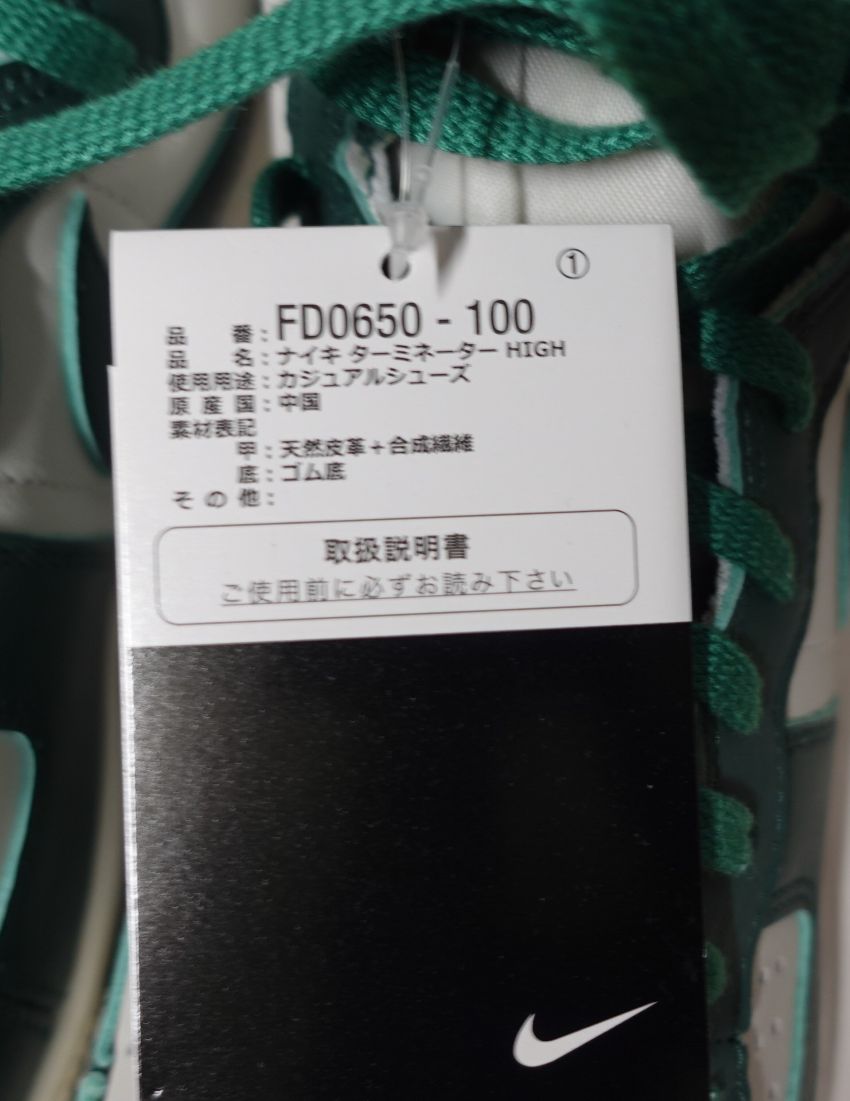 ①
品 番：FD0650 - 100
品 名：ナイキ ターミネーター HIGH
使用用途：カジュアルシューズ
原産国：中国
素材表記
甲：天然皮革＋合成繊維
底：ゴム底
その他：
取扱説明書
ご使用前に必ずお読み下さい